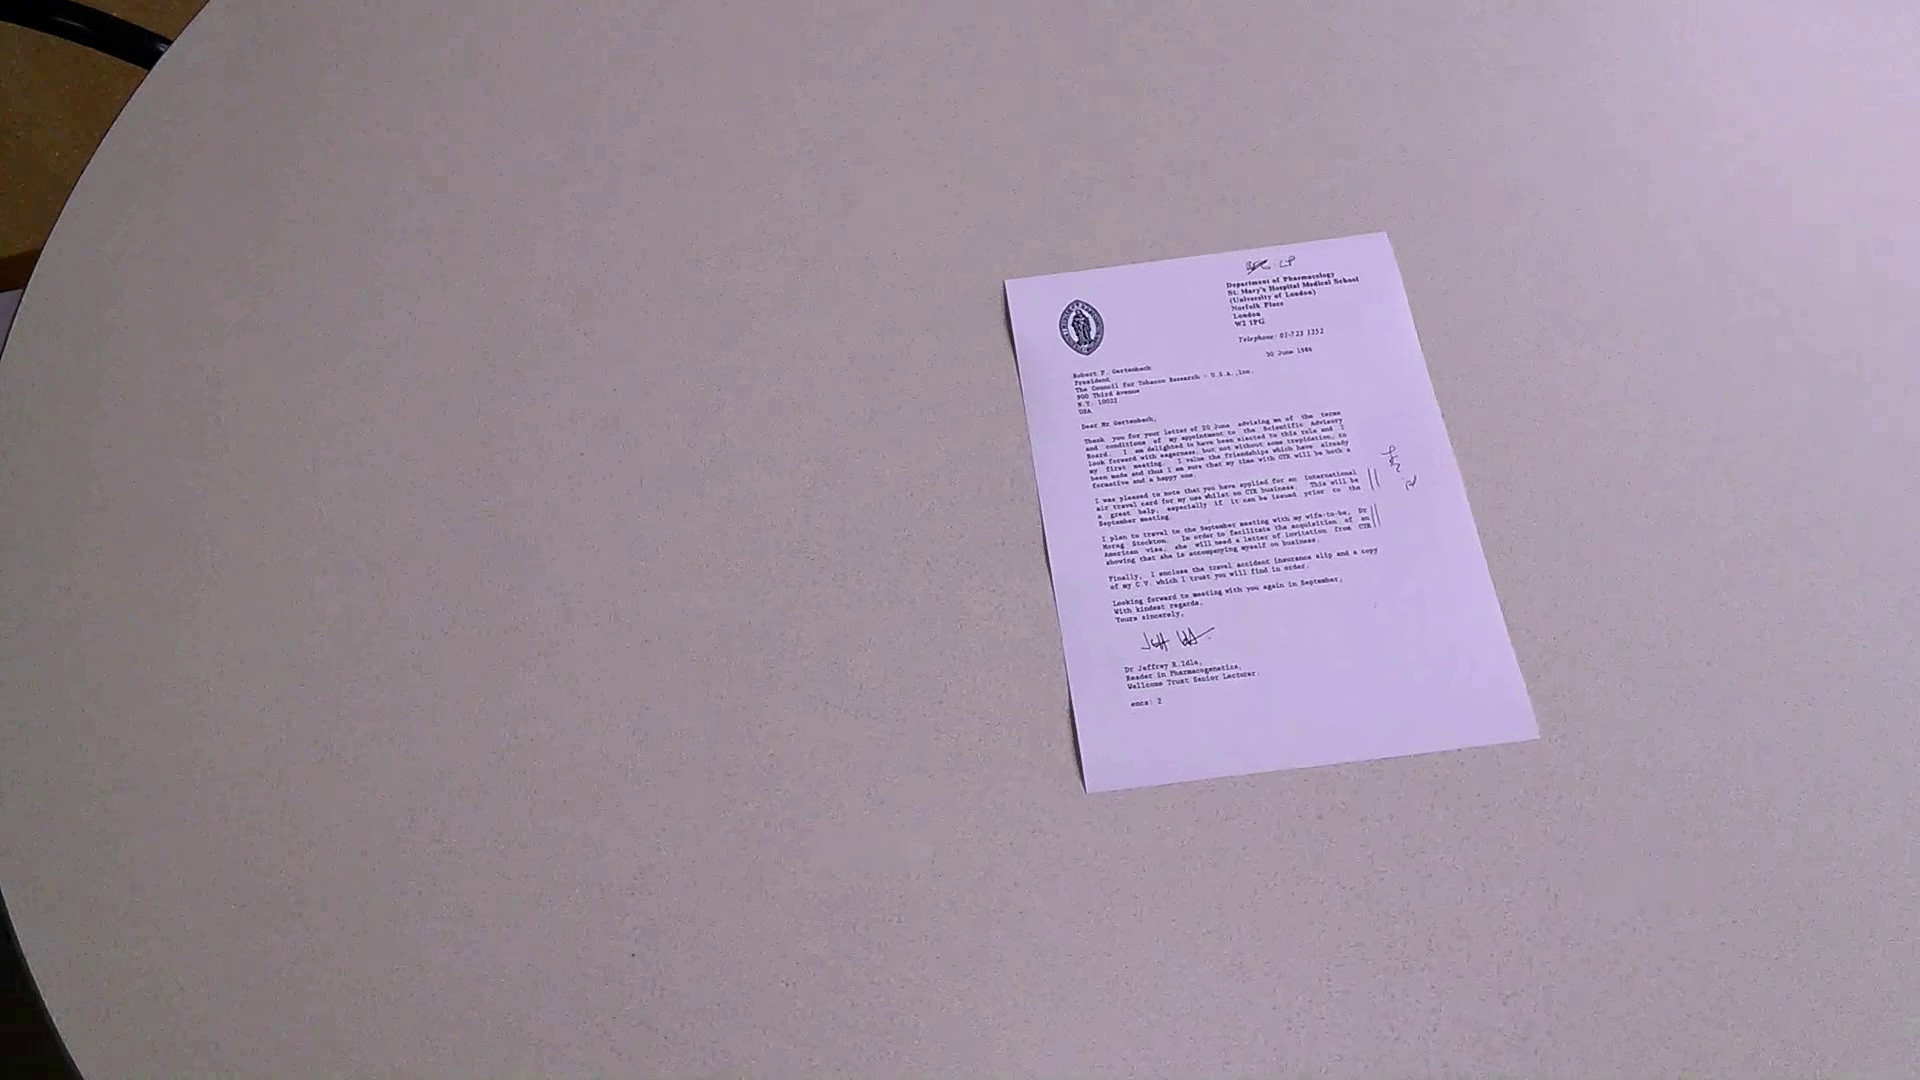 Department of Pharmacology
St. Mary's Hospital Medical School
(University of London)
Norfolk Place
London
W2 1PG
Telephone: 01-723 1252
30 June 1986
Robert F. Gertenbach
President
The Council for Tobacco Research - U.S.A.,Inc.
900 Third Avenue
N.Y. 10022
USA
Dear Mr Gertenbach,
Thank you for your letter of 20 June advising me of the terms
and conditions of my appointment to the Scientific Advisory
Board. I am delighted to have been elected to this role and I
look forward with eagerness, but not without some trepidation, to
my first meeting. I value the friendships which have already
been made and thus I am sure that my time with CTR will be both a
formative and a happy one.
I was pleased to note that you have applied for an international
air travel card for my use whilst on CTR business. This will be
a great help, especially if it can be issued prior to the
September meeting.
I plan to travel to the September meeting with my wife-to-be, Dr
Morag Stockton. In order to facilitate the acquisition of an
American visa, she will need a letter of invitation from CTR
showing that she is accompanying myself on business.
Finally, I enclose the travel accident insurance slip and a copy
of my C.V. which I trust you will find in order.
Looking forward to meeting with you again in September,
With kindest regards,
Yours sincerely,
Dr Jeffrey R.Idle,
Reader in Pharmacogenetics,
Wellcome Trust Senior Lecturer.
encs: 2